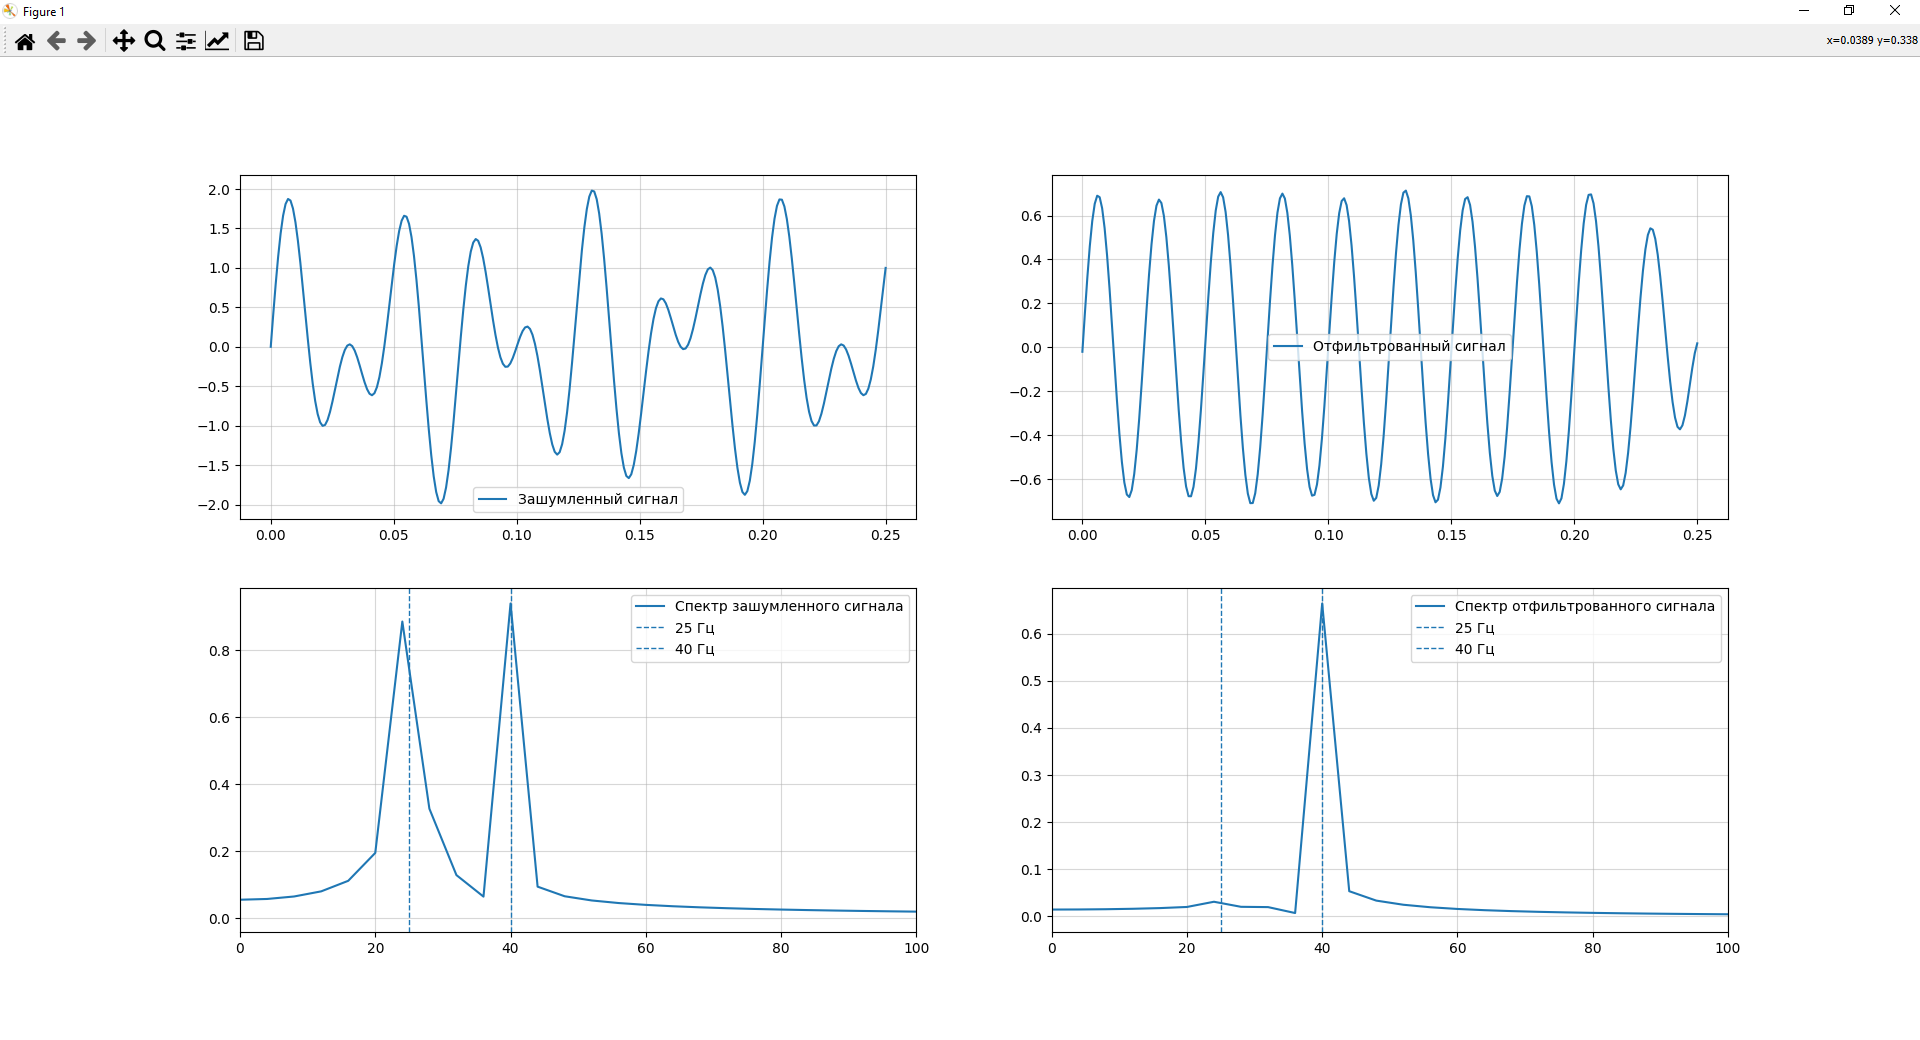 Figure 1
x=0.0389 y=0.338
2.0
1.5
1.0
0.5
0.0
−0.5
−1.0
−1.5
−2.0
Зашумленный сигнал
0.00 0.05 0.10 0.15 0.20 0.25
0.6
0.4
0.2
0.0
−0.2
−0.4
−0.6
Отфильтрованный сигнал
0.00 0.05 0.10 0.15 0.20 0.25
0.8
0.6
0.4
0.2
0.0
Спектр зашумленного сигнала
25 Гц
40 Гц
0 20 40 60 80 100
0.6
0.5
0.4
0.3
0.2
0.1
0.0
Спектр отфильтрованного сигнала
25 Гц
40 Гц
0 20 40 60 80 100